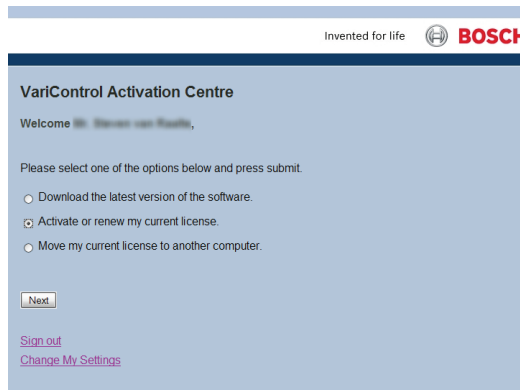 Invented for life
BOSCH
VariControl Activation Centre
Welcome
Please select one of the options below and press submit.
Download the latest version of the software.
Activate or renew my current license.
Move my current license to another computer.
Next
Sign out
Change My Settings